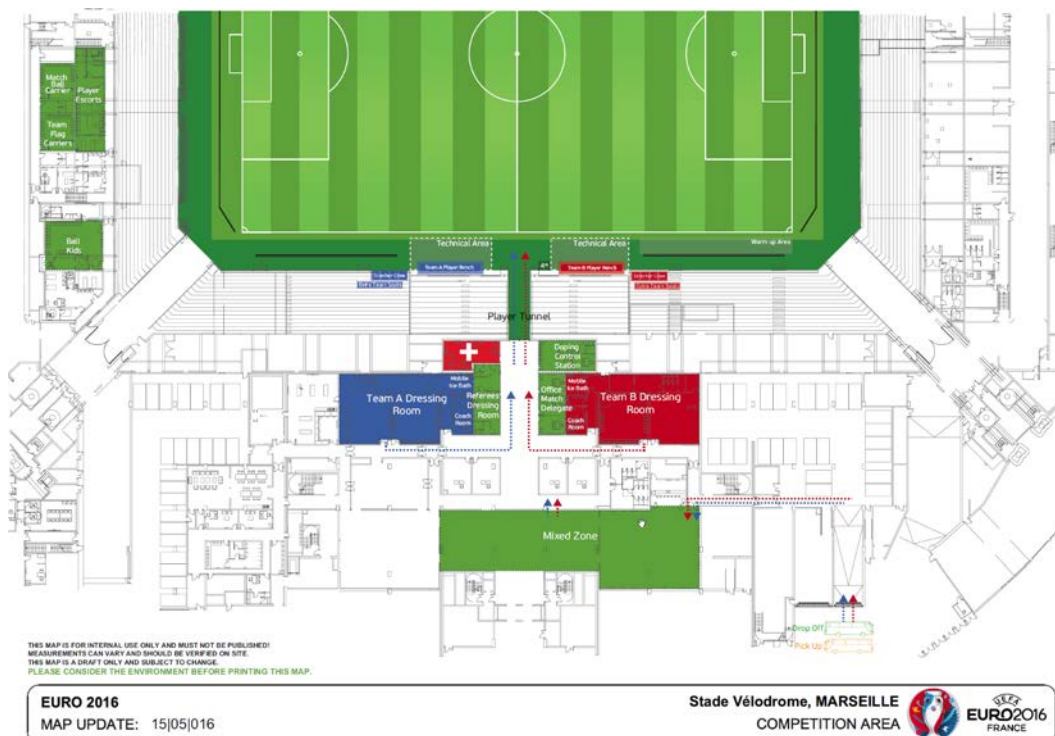 Match
Ball
Carrier
Player
Escorts
Team
Flag
Carriers
Ball
Kids
Technical Area
Technical Area
Warm up Area
Team A Player Bench
4th
Team B Player Bench
Player Tunnel
Doping
Control
Station
Mobile
Ice Bath
Team A Dressing
Room
Coach
Room
Referees
Dressing
Room
Office
Match
Delegate
Mobile
Ice Bath
Coach
Room
Team B Dressing
Room
Mixed Zone
Drop Off
Pick Up
THIS MAP IS FOR INTERNAL USE ONLY AND MUST NOT BE PUBLISHED!
MEASUREMENTS CAN VARY AND SHOULD BE VERIFIED ON SITE.
THIS MAP IS A DRAFT ONLY AND SUBJECT TO CHANGE.
PLEASE CONSIDER THE ENVIRONMENT BEFORE PRINTING THIS MAP.
EURO 2016
MAP UPDATE: 15|05|016
Stade Vélodrome, MARSEILLE
COMPETITION AREA
UEFA
EURO2016
FRANCE